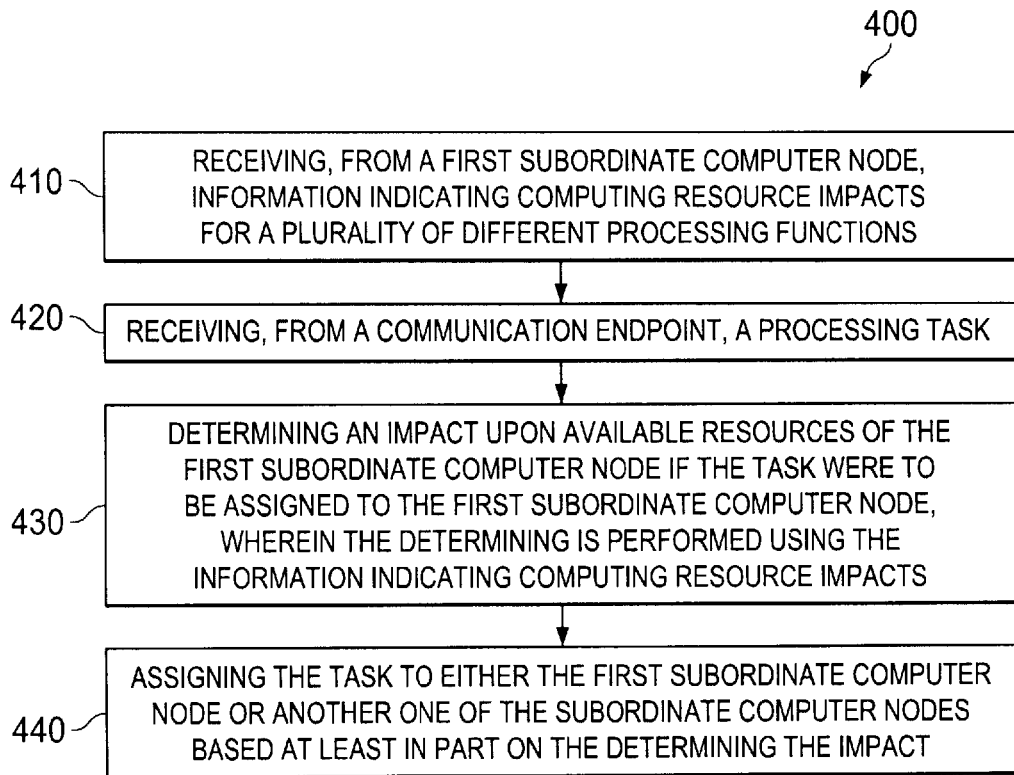 400
410
RECEIVING, FROM A FIRST SUBORDINATE COMPUTER NODE,
INFORMATION INDICATING COMPUTING RESOURCE IMPACTS
FOR A PLURALITY OF DIFFERENT PROCESSING FUNCTIONS
420
RECEIVING, FROM A COMMUNICATION ENDPOINT, A PROCESSING TASK
430
DETERMINING AN IMPACT UPON AVAILABLE RESOURCES OF THE
FIRST SUBORDINATE COMPUTER NODE IF THE TASK WERE TO
BE ASSIGNED TO THE FIRST SUBORDINATE COMPUTER NODE,
WHEREIN THE DETERMINING IS PERFORMED USING THE
INFORMATION INDICATING COMPUTING RESOURCE IMPACTS
440
ASSIGNING THE TASK TO EITHER THE FIRST SUBORDINATE COMPUTER
NODE OR ANOTHER ONE OF THE SUBORDINATE COMPUTER NODES
BASED AT LEAST IN PART ON THE DETERMINING THE IMPACT